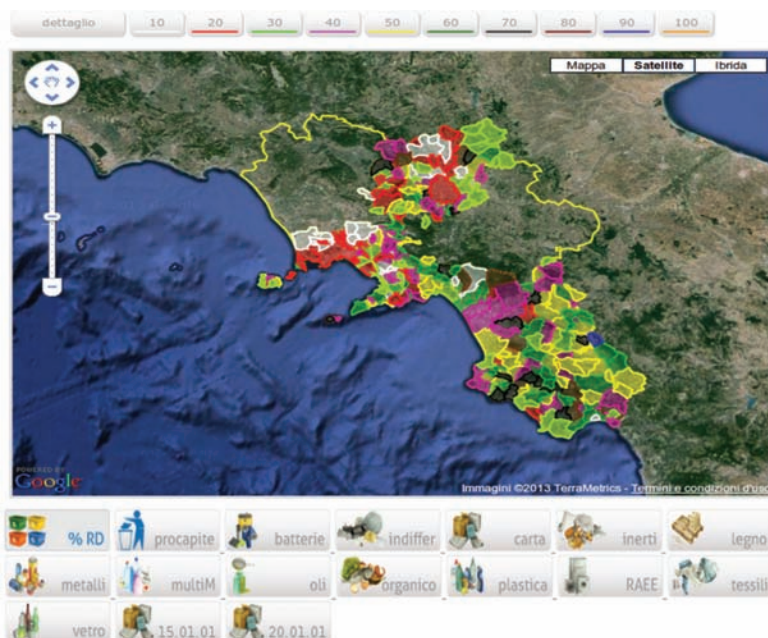 dettaglio 10 20 30 40 50 60 70 80 90 100
Mappa Satellite Ibrida
POWERED BY
Google
Immagini ©2013 TerraMetrics - Termini e condizioni d'uso
% RD procapite batterie indiffer carta inerti legno
metalli multiM oli organico plastica RAEE tessili
vetro 15.01.01 20.01.01